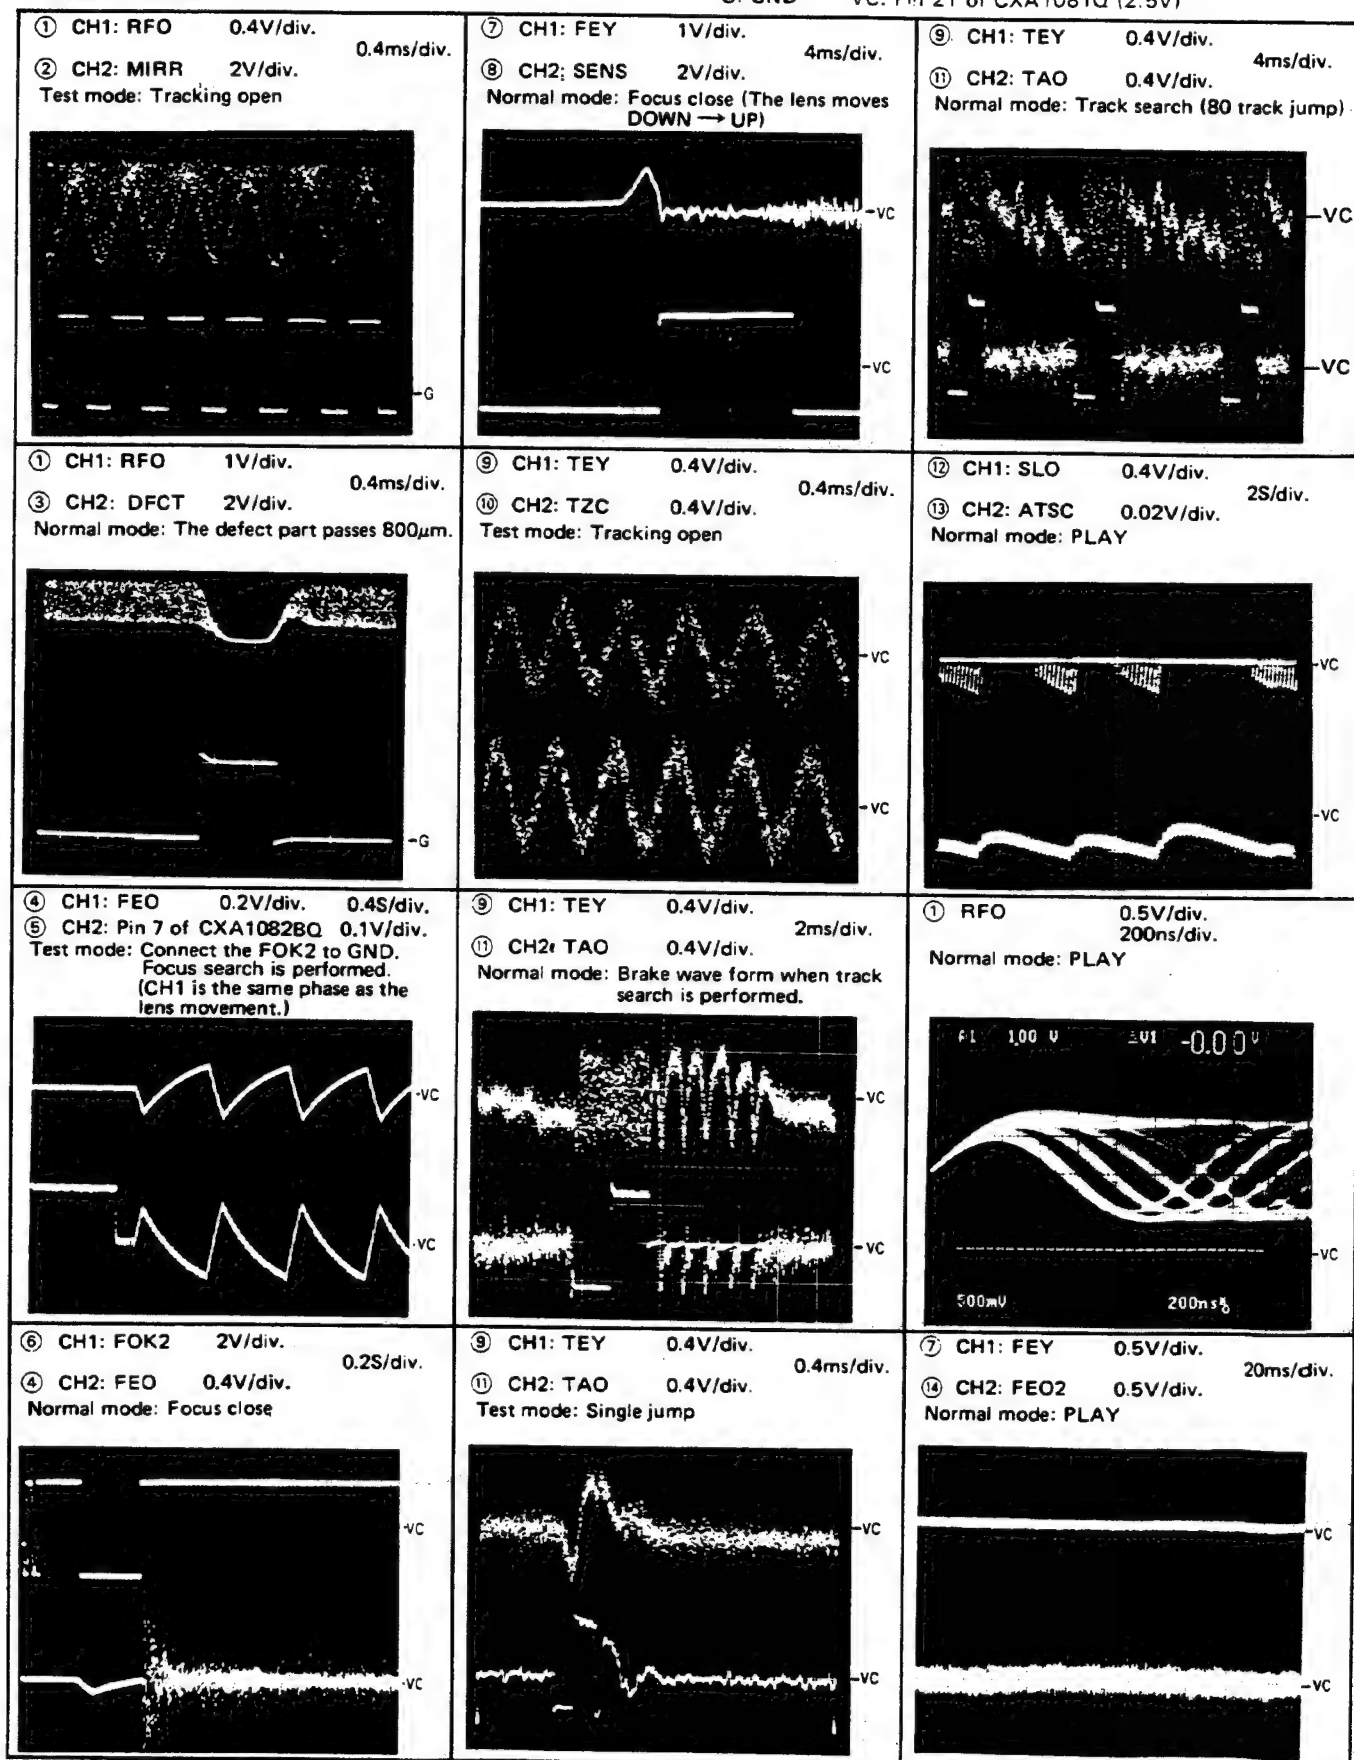 VC: Pin 21 of CXA1081Q (2.5V)
① CH1: RFO 0.4V/div.
0.4ms/div.
② CH2: MIRR 2V/div.
Test mode: Tracking open
-G
⑦ CH1: FEY 1V/div.
4ms/div.
⑧ CH2: SENS 2V/div.
Normal mode: Focus close (The lens moves
DOWN → UP)
-VC
-VC
⑨ CH1: TEY 0.4V/div.
4ms/div.
⑪ CH2: TAO 0.4V/div.
Normal mode: Track search (80 track jump)
-VC
-VC
① CH1: RFO 1V/div.
0.4ms/div.
③ CH2: DFCT 2V/div.
Normal mode: The defect part passes 800μm.
-G
⑨ CH1: TEY 0.4V/div.
0.4ms/div.
⑩ CH2: TZC 0.4V/div.
Test mode: Tracking open
-VC
-VC
⑫ CH1: SLO 0.4V/div.
2S/div.
⑬ CH2: ATSC 0.02V/div.
Normal mode: PLAY
-VC
-VC
④ CH1: FEO 0.2V/div. 0.4S/div.
⑤ CH2: Pin 7 of CXA1082BQ 0.1V/div.
Test mode: Connect the FOK2 to GND.
Focus search is performed.
(CH1 is the same phase as the
lens movement.)
-VC
-VC
⑨ CH1: TEY 0.4V/div.
2ms/div.
⑪ CH2: TAO 0.4V/div.
Normal mode: Brake wave form when track
search is performed.
-VC
-VC
① RFO 0.5V/div.
200ns/div.
Normal mode: PLAY
1.00 V -0.00 V
-VC
500mV 200ns
⑥ CH1: FOK2 2V/div.
0.2S/div.
④ CH2: FEO 0.4V/div.
Normal mode: Focus close
-VC
-VC
⑨ CH1: TEY 0.4V/div.
0.4ms/div.
⑪ CH2: TAO 0.4V/div.
Test mode: Single jump
-VC
-VC
⑦ CH1: FEY 0.5V/div.
20ms/div.
⑭ CH2: FEO2 0.5V/div.
Normal mode: PLAY
-VC
-VC